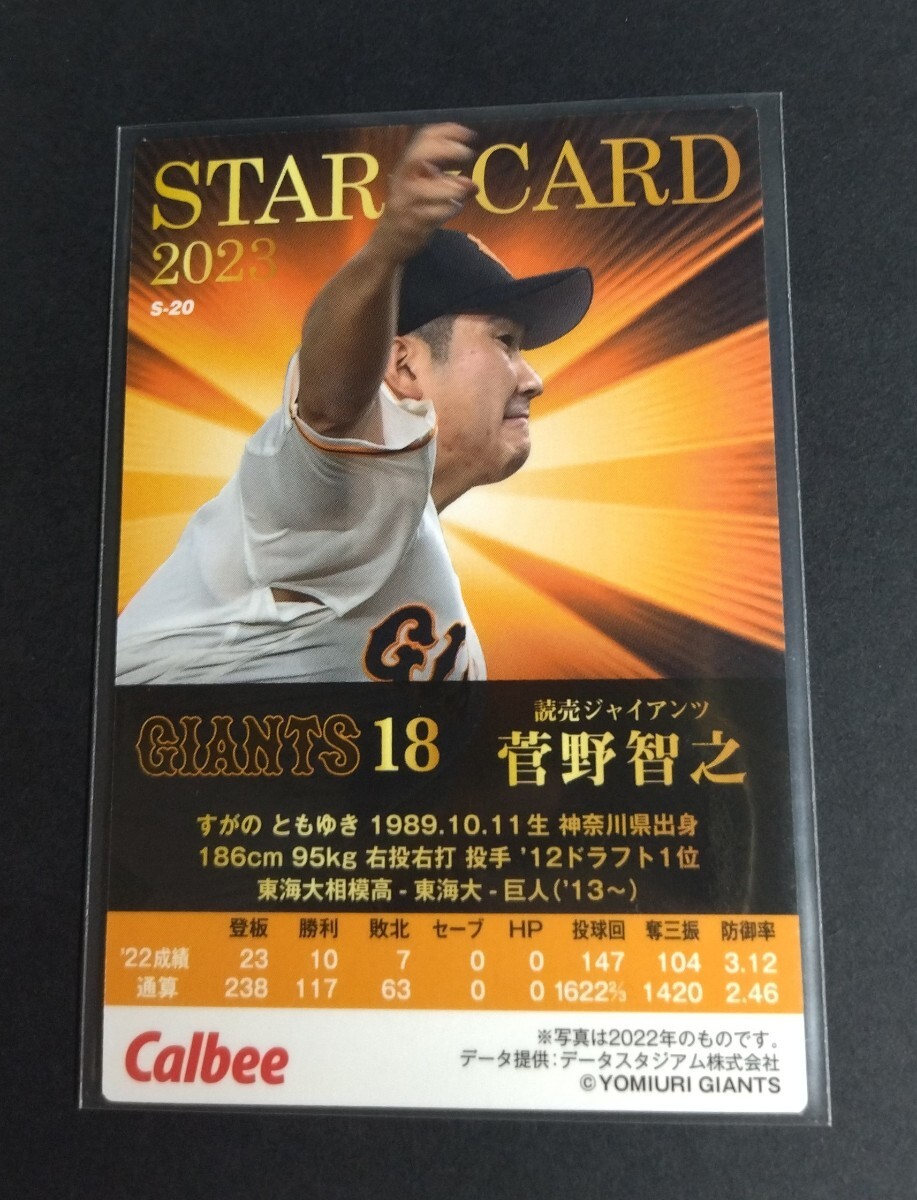 STAR CARD
2023
S-20
GI
GIANTS 18
読売ジャイアンツ
菅野智之
すがの ともゆき 1989.10.11生 神奈川県出身
186cm 95kg 右投右打 投手 '12ドラフト1位
東海大相模高 - 東海大 - 巨人('13～)
登板 勝利 敗北 セーブ HP 投球回 奪三振 防御率
'22成績 23 10 7 0 0 147 104 3.12
通算 238 117 63 0 0 1622⅔ 1420 2.46
Calbee
※写真は2022年のものです。
データ提供：データスタジアム株式会社
©YOMIURI GIANTS